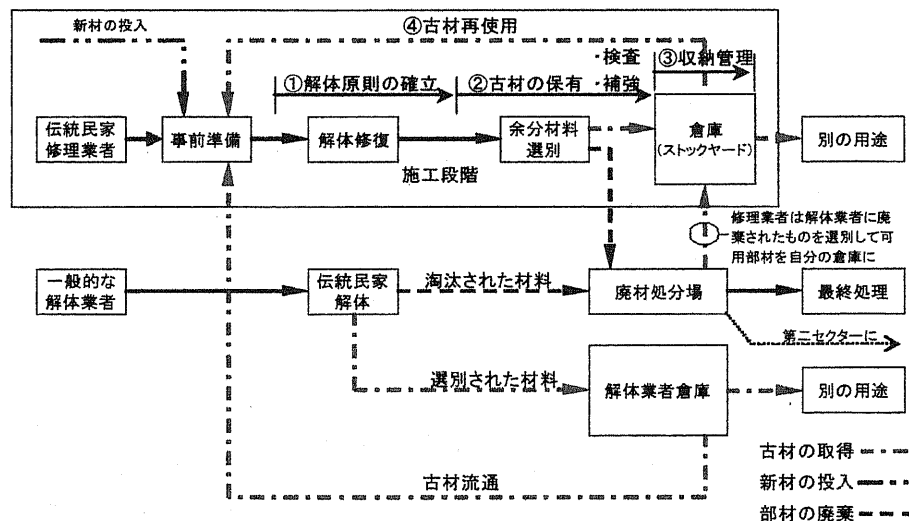 新材の投入
④古材再使用
・検査
③収納管理
①解体原則の確立
②古材の保有
・補強
伝統民家
修理業者
事前準備
解体修復
余分材料
選別
倉庫
(ストックヤード)
別の用途
施工段階
修理業者は解体業者に廃
棄されたものを選別して可
用部材を自分の倉庫に
一般的な
解体業者
伝統民家
解体
淘汰された材料
廃材処分場
最終処理
第二セクターに
選別された材料
解体業者倉庫
別の用途
古材の取得
古材流通
新材の投入
部材の廃棄